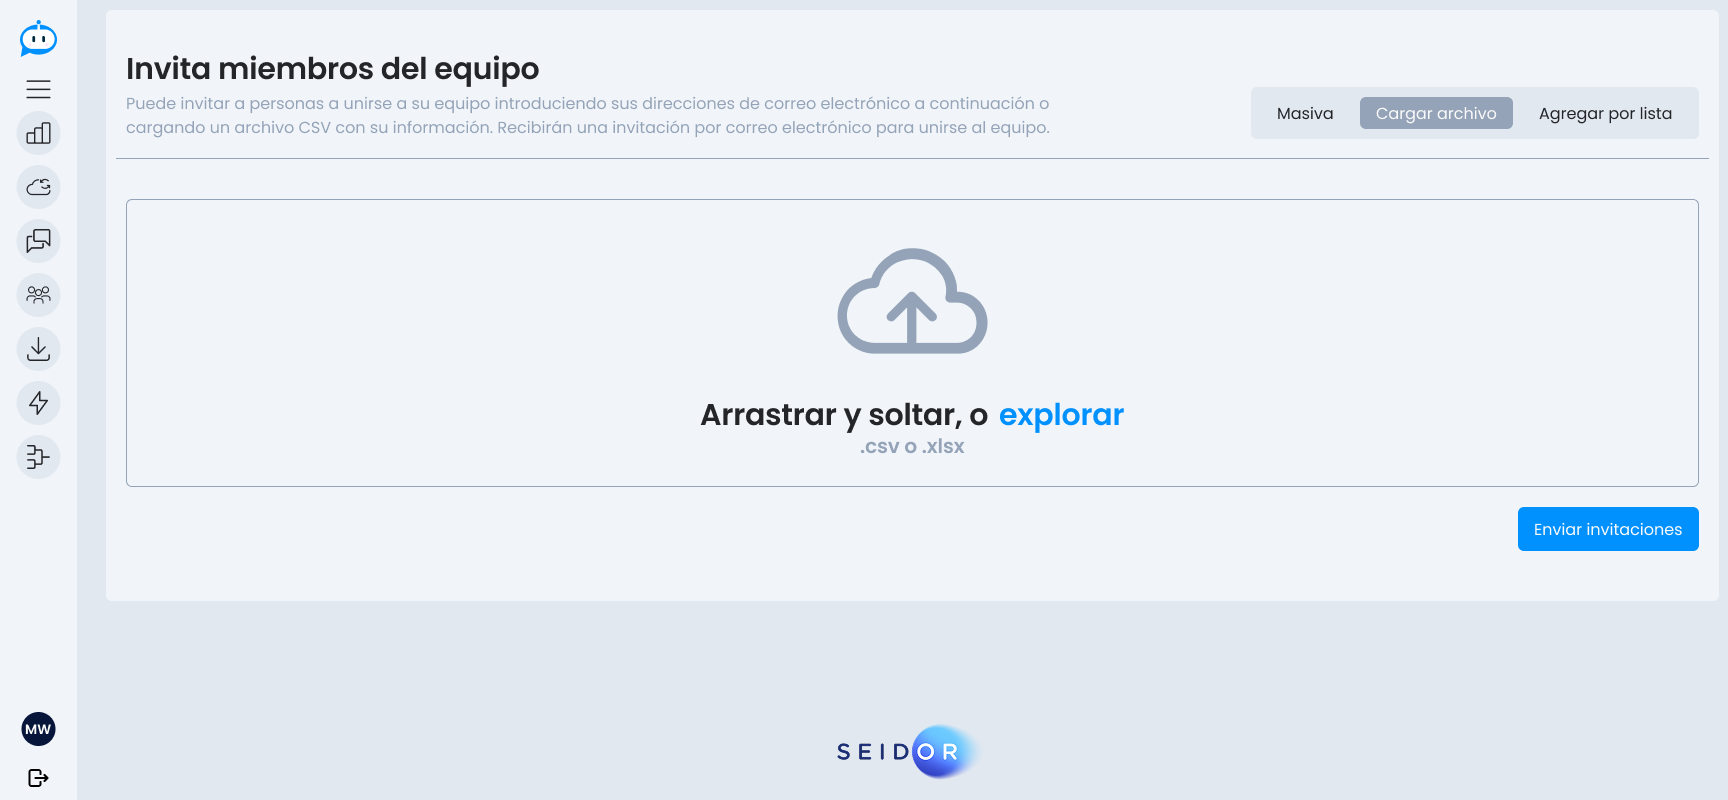 Invita miembros del equipo
Puede invitar a personas a unirse a su equipo introduciendo sus direcciones de correo electrónico a continuación o
cargando un archivo CSV con su información. Recibirán una invitación por correo electrónico para unirse al equipo.
Masiva
Cargar archivo
Agregar por lista
Arrastrar y soltar, o explorar
.csv o .xlsx
Enviar invitaciones
MW
SEIDOR